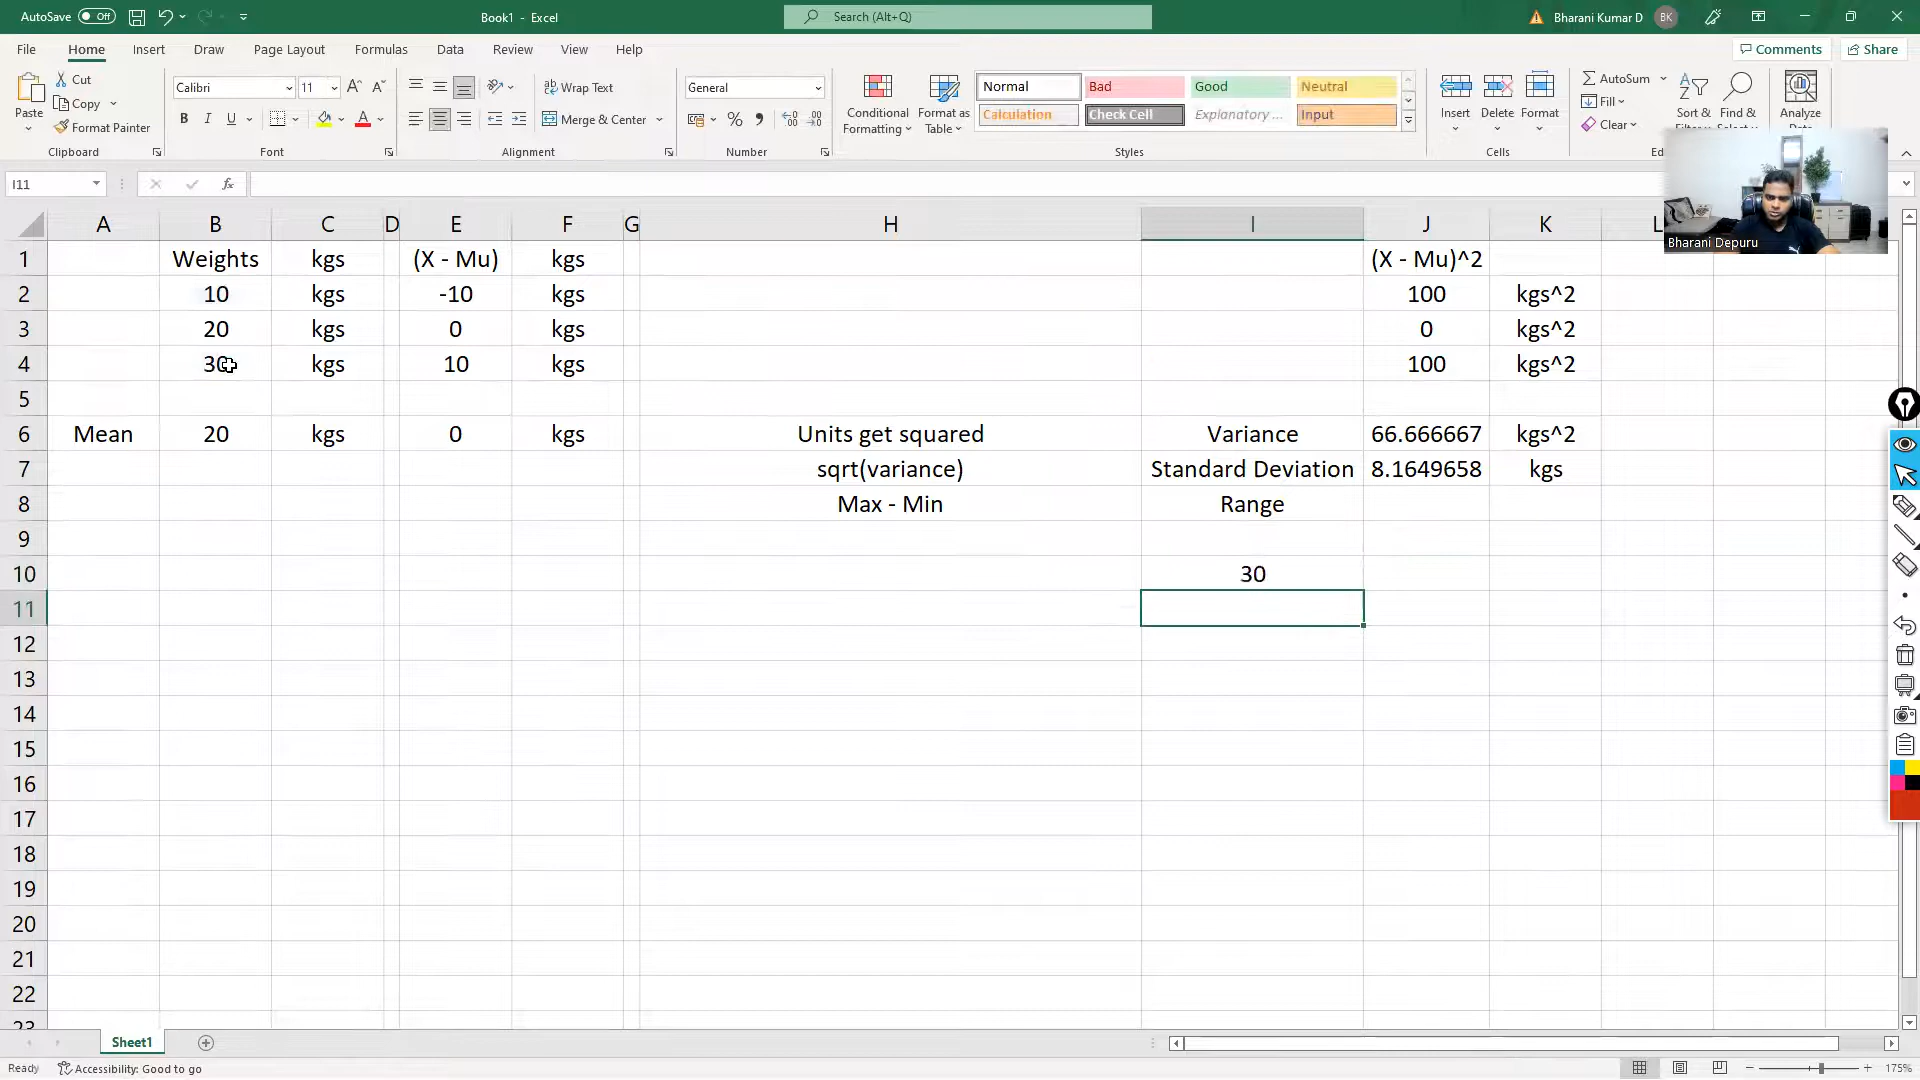 AutoSave Off Book1 - Excel Search (Alt+Q) Bharani Kumar D BK
File Home Insert Draw Page Layout Formulas Data Review View Help Comments Share
Paste Cut Copy Format Painter
Clipboard
Calibri 11
B I U
Font
Wrap Text
Merge & Center
Alignment
General
Number
Conditional Formatting
Format as Table
Normal Bad Good Neutral
Calculation Check Cell Explanatory ... Input
Styles
Insert Delete Format
Cells
AutoSum
Fill
Clear
Sort &
Find &
Analyze
Bharani Depuru
I11 fx
A B C D E F G H I J K L
1 Weights kgs (X - Mu) kgs (X - Mu)^2
2 10 kgs -10 kgs 100 kgs^2
3 20 kgs 0 kgs 0 kgs^2
4 30 kgs 10 kgs 100 kgs^2
5
6 Mean 20 kgs 0 kgs Units get squared Variance 66.666667 kgs^2
7 sqrt(variance) Standard Deviation 8.1649658 kgs
8 Max - Min Range
9
10 30
11
12
13
14
15
16
17
18
19
20
21
22
23
Sheet1
Ready Accessibility: Good to go 175%